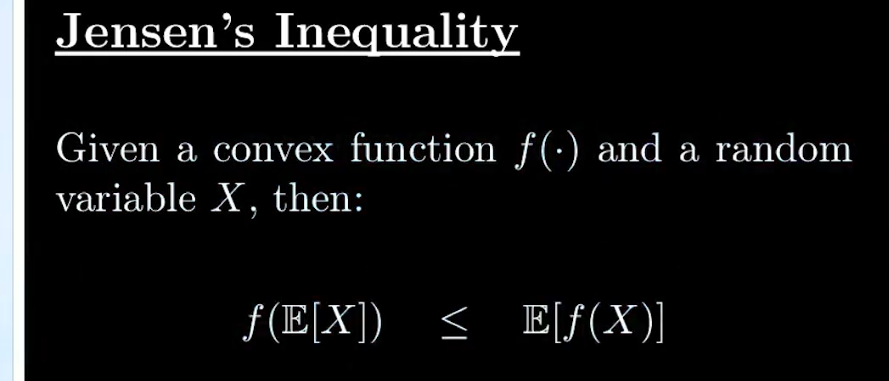 Jensen's Inequality
Given a convex function f(·) and a random
variable X, then:
f(𝔼[X]) ≤ 𝔼[f(X)]